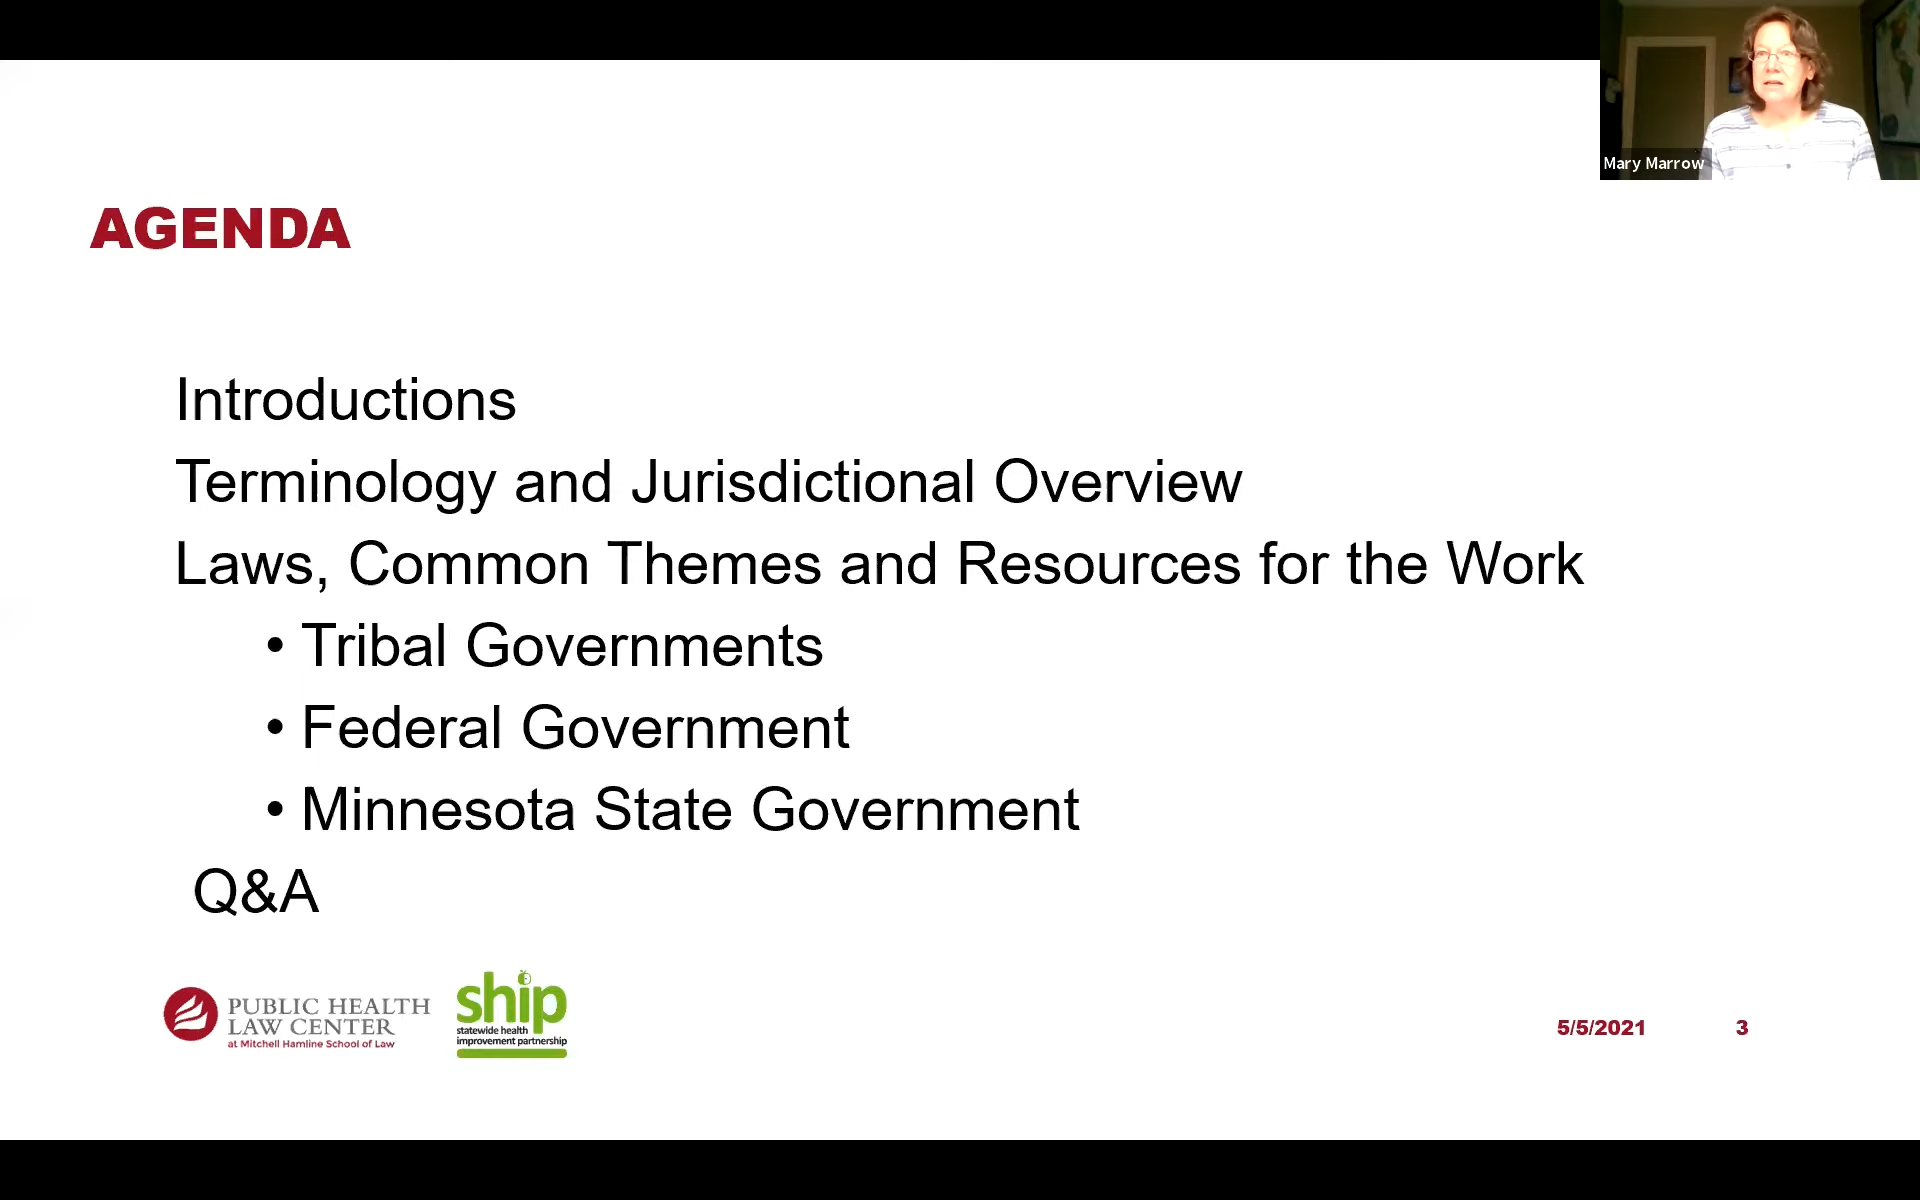 Mary Marrow
AGENDA
Introductions
Terminology and Jurisdictional Overview
Laws, Common Themes and Resources for the Work
• Tribal Governments
• Federal Government
• Minnesota State Government
Q&A
PUBLIC HEALTH
LAW CENTER
at Mitchell Hamline School of Law
ship
statewide health
improvement partnership
5/5/2021
3